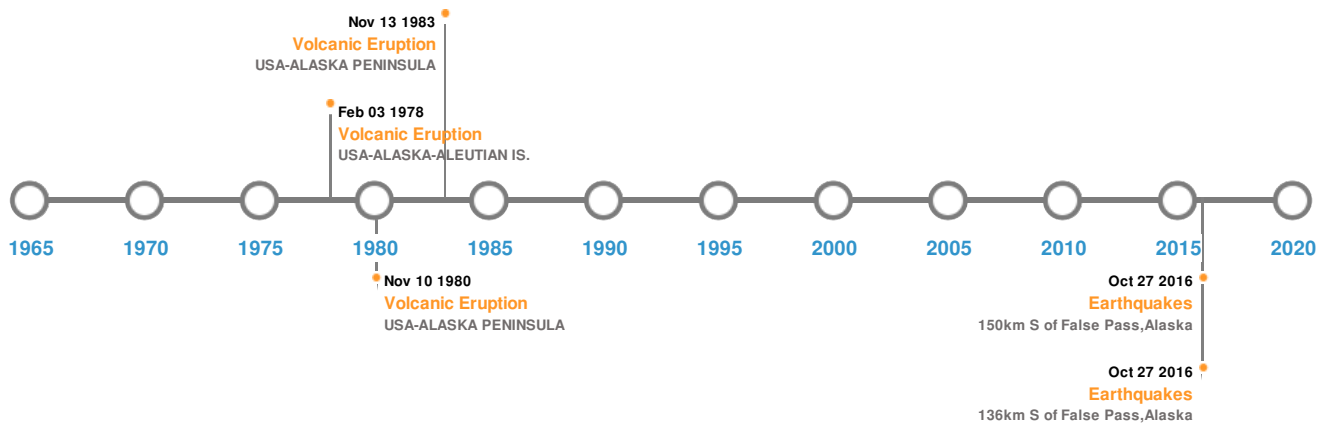 Nov 13 1983
Volcanic Eruption
USA-ALASKA PENINSULA
Feb 03 1978
Volcanic Eruption
USA-ALASKA-ALEUTIAN IS.
1965 1970 1975 1980 1985 1990 1995 2000 2005 2010 2015 2020
Nov 10 1980
Volcanic Eruption
USA-ALASKA PENINSULA
Oct 27 2016
Earthquakes
150km S of False Pass,Alaska
Oct 27 2016
Earthquakes
136km S of False Pass,Alaska